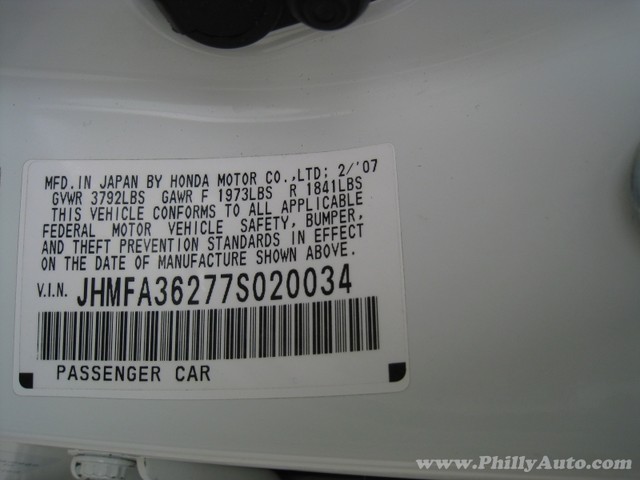 MFD.IN JAPAN BY HONDA MOTOR CO.,LTD; 2/'07
GVWR 3792LBS GAWR F 1973LBS R 1841LBS
THIS VEHICLE CONFORMS TO ALL APPLICABLE
FEDERAL MOTOR VEHICLE SAFETY, BUMPER,
AND THEFT PREVENTION STANDARDS IN EFFECT
ON THE DATE OF MANUFACTURE SHOWN ABOVE.
V.I.N. JHMFA36277S020034
PASSENGER CAR
www.PhillyAuto.com